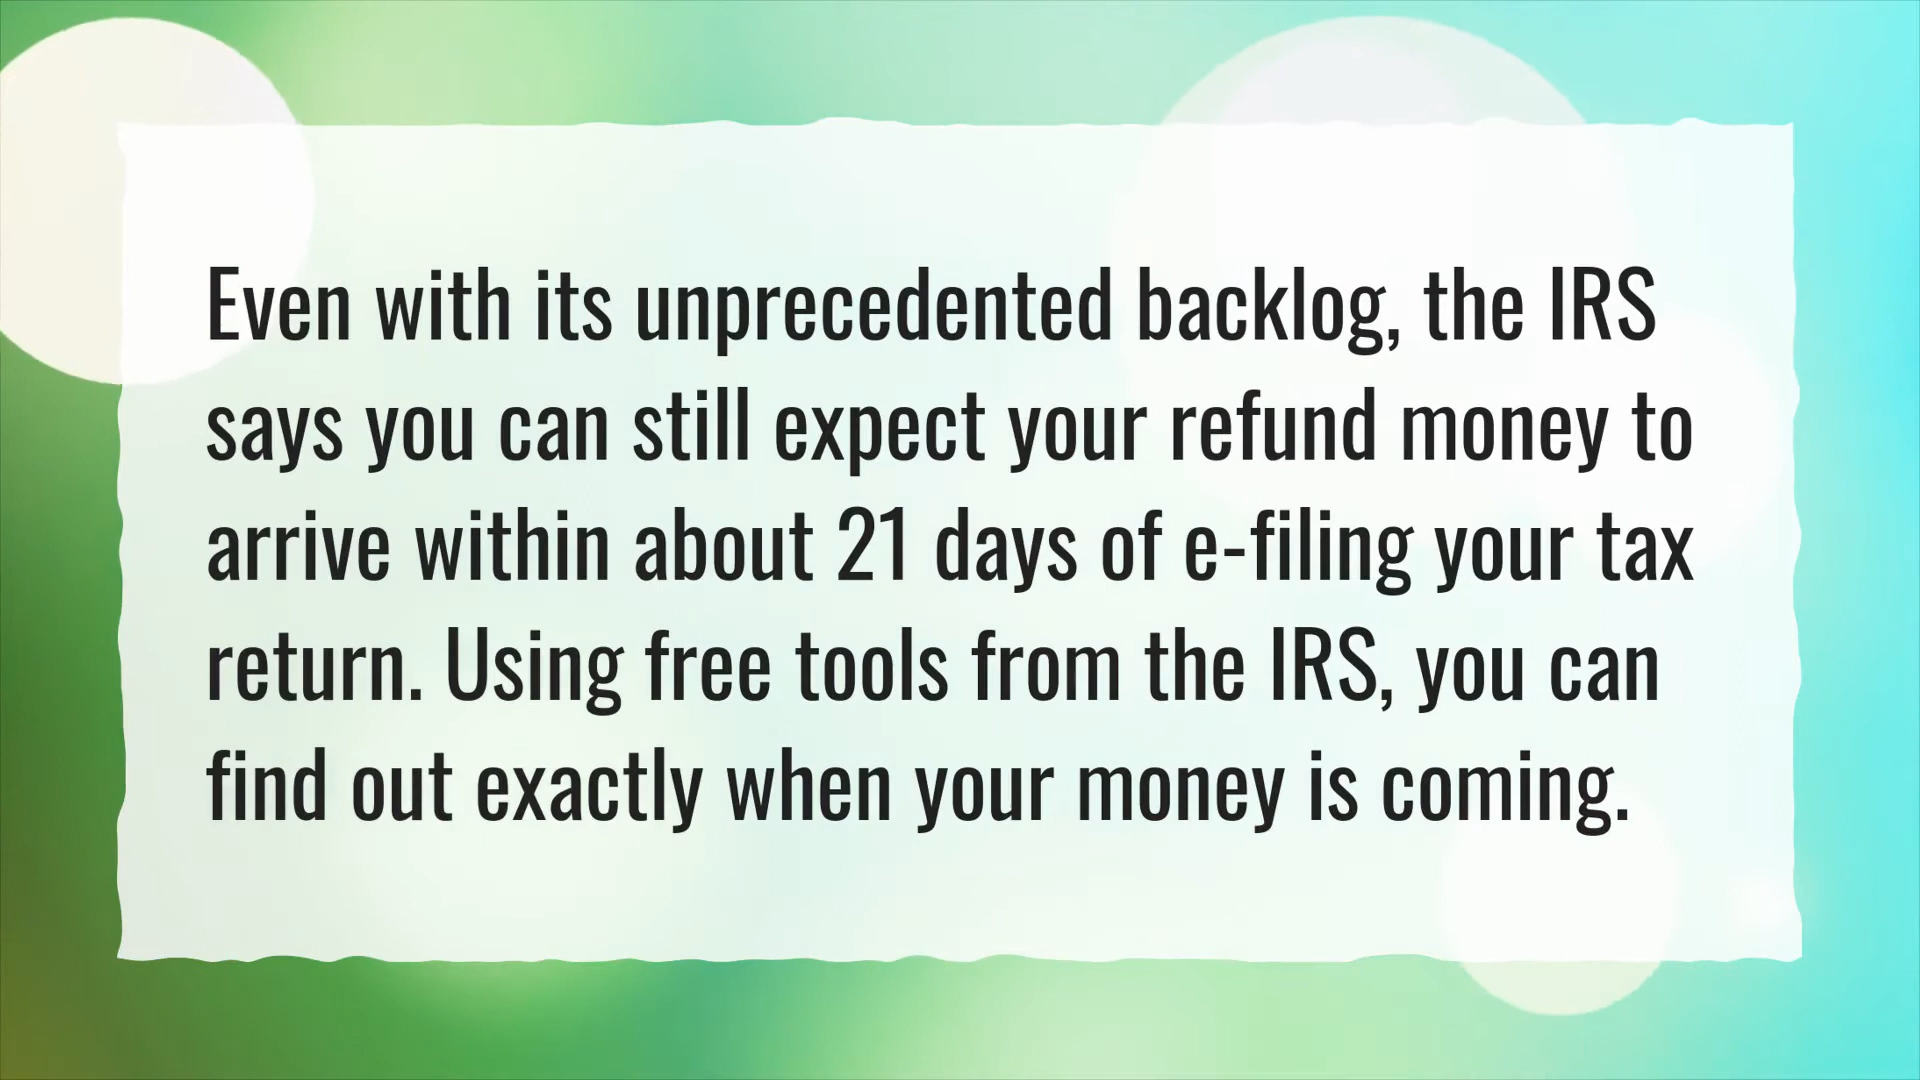 Even with its unprecedented backlog, the IRS
says you can still expect your refund money to
arrive within about 21 days of e-filing your tax
return. Using free tools from the IRS, you can
find out exactly when your money is coming.